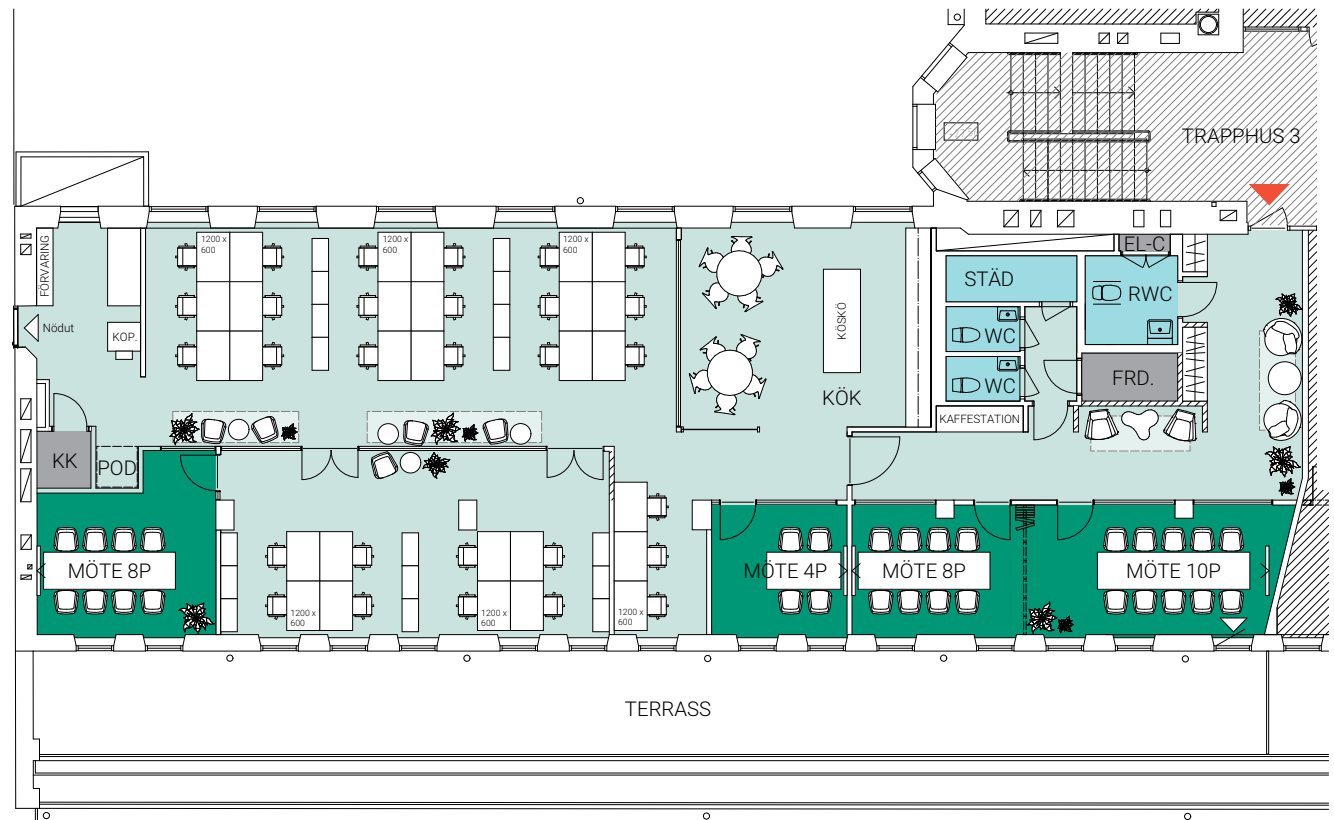 TRAPPHUS 3
FÖRVARING
1200 x
600
1200 x
600
1200 x
600
EL-C
STÄD
RWC
KÖSKÖ
Nödut
KOP.
WC
WC
FRD.
KÖK
KAFFESTATION
KK
POD
MÖTE 8P
MÖTE 4P
MÖTE 8P
MÖTE 10P
1200 x
600
1200 x
600
1200 x
600
TERRASS